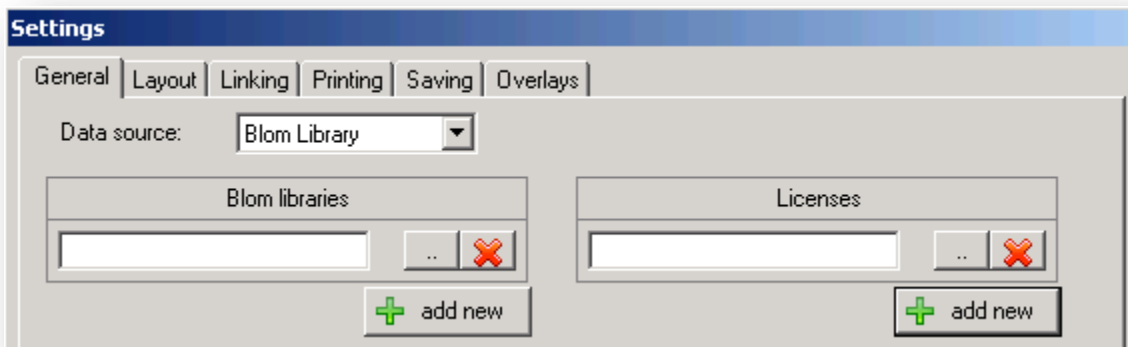 Settings
General Layout Linking Printing Saving Overlays
Data source: Blom Library
Blom libraries Licenses
.. ..
add new add new